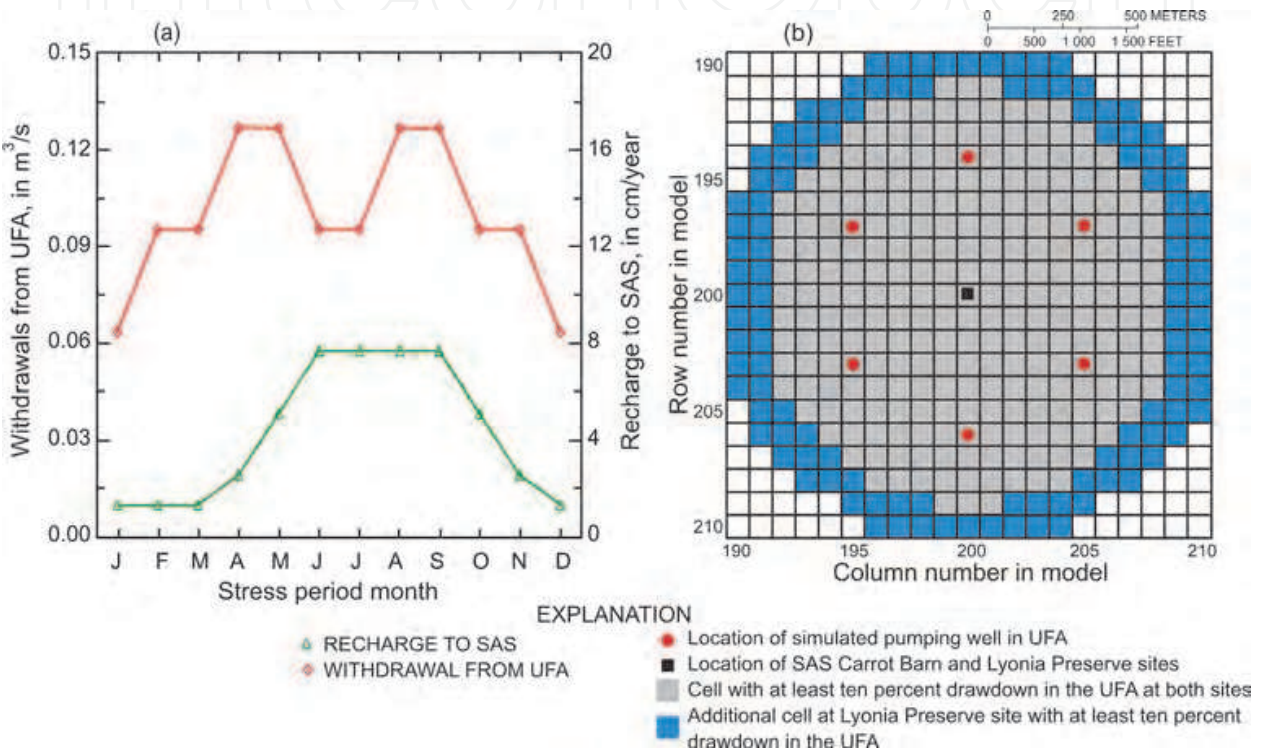 (a)
(b)
0 250 500 METERS
0 500 1 000 1 500 FEET
Withdrawals from UFA, in m³/s
0.15
0.12
0.09
0.06
0.03
0.00
20
16
12
8
4
0
Recharge to SAS, in cm/year
J F M A M J J A S O N D
Stress period month
Row number in model
190
195
200
205
210
190 195 200 205 210
Column number in model
EXPLANATION
RECHARGE TO SAS
WITHDRAWAL FROM UFA
Location of simulated pumping well in UFA
Location of SAS Carrot Barn and Lyonia Preserve sites
Cell with at least ten percent drawdown in the UFA at both sites
Additional cell at Lyonia Preserve site with at least ten percent
drawdown in the UFA